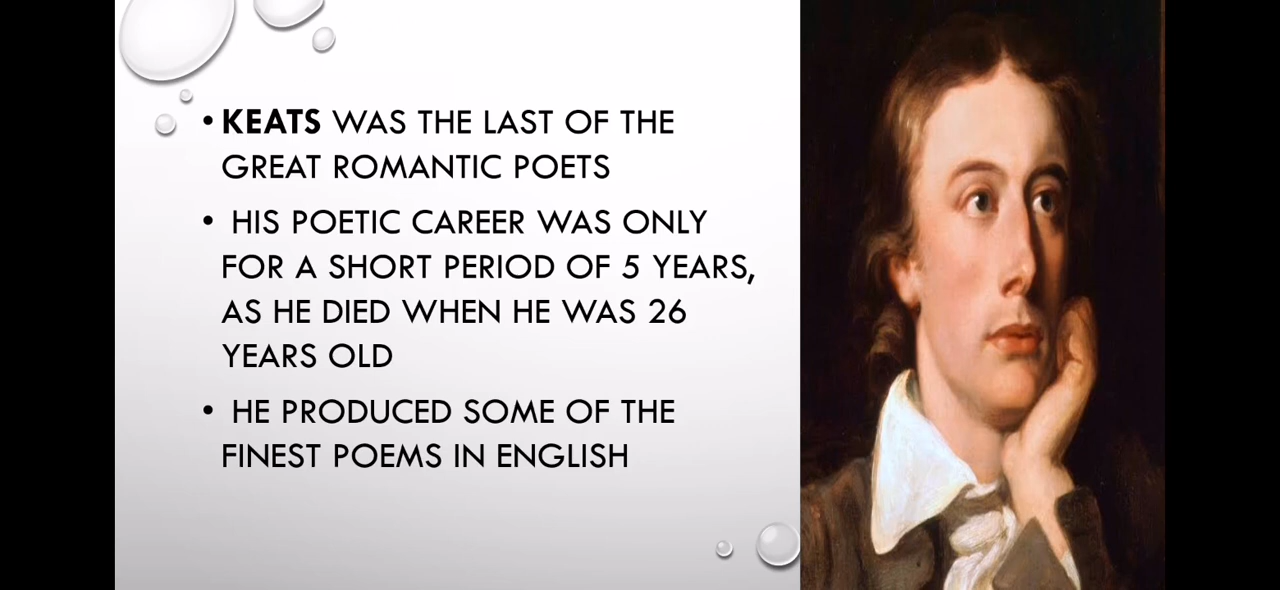 • KEATS WAS THE LAST OF THE
GREAT ROMANTIC POETS
• HIS POETIC CAREER WAS ONLY
FOR A SHORT PERIOD OF 5 YEARS,
AS HE DIED WHEN HE WAS 26
YEARS OLD
• HE PRODUCED SOME OF THE
FINEST POEMS IN ENGLISH